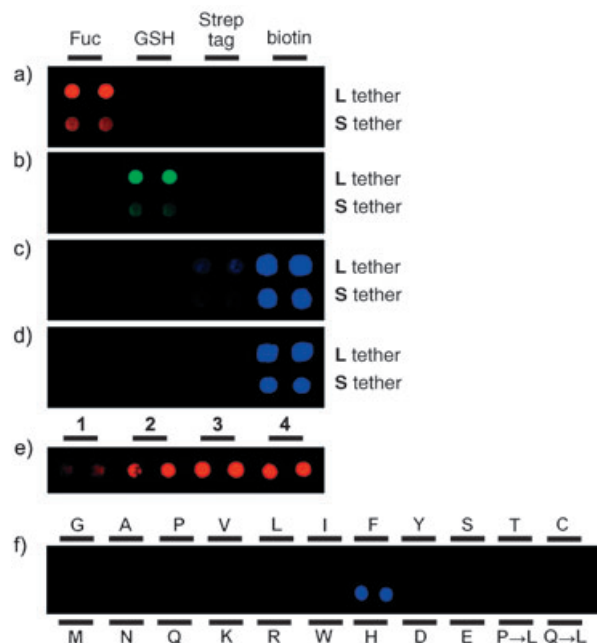 Fuc GSH Strep tag biotin
a)
L tether
S tether
b)
L tether
S tether
c)
L tether
S tether
d)
L tether
S tether
1 2 3 4
e)
G A P V L I F Y S T C
f)
M N Q K R W H D E P→L Q→L